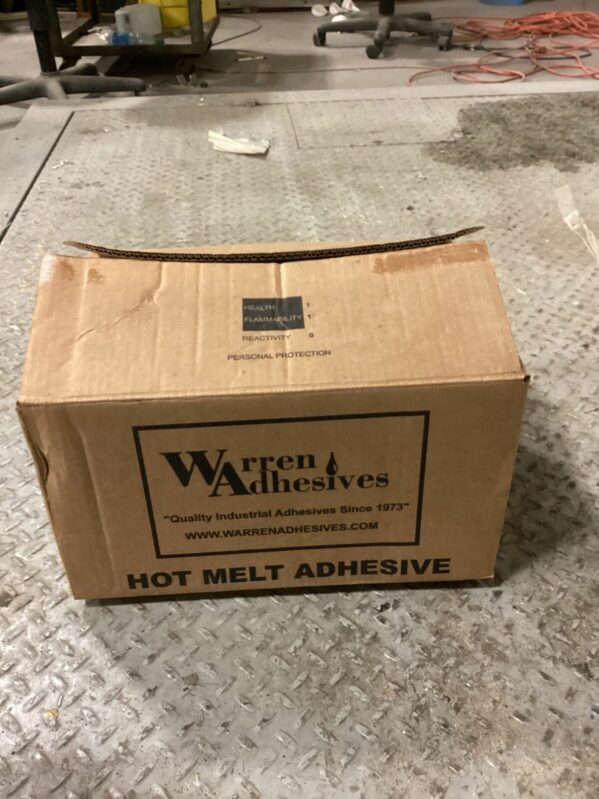 HEALTH 1
FLAMMABILITY 1
REACTIVITY 0
PERSONAL PROTECTION
Warren
Adhesives
"Quality Industrial Adhesives Since 1973"
WWW.WARRENADHESIVES.COM
HOT MELT ADHESIVE